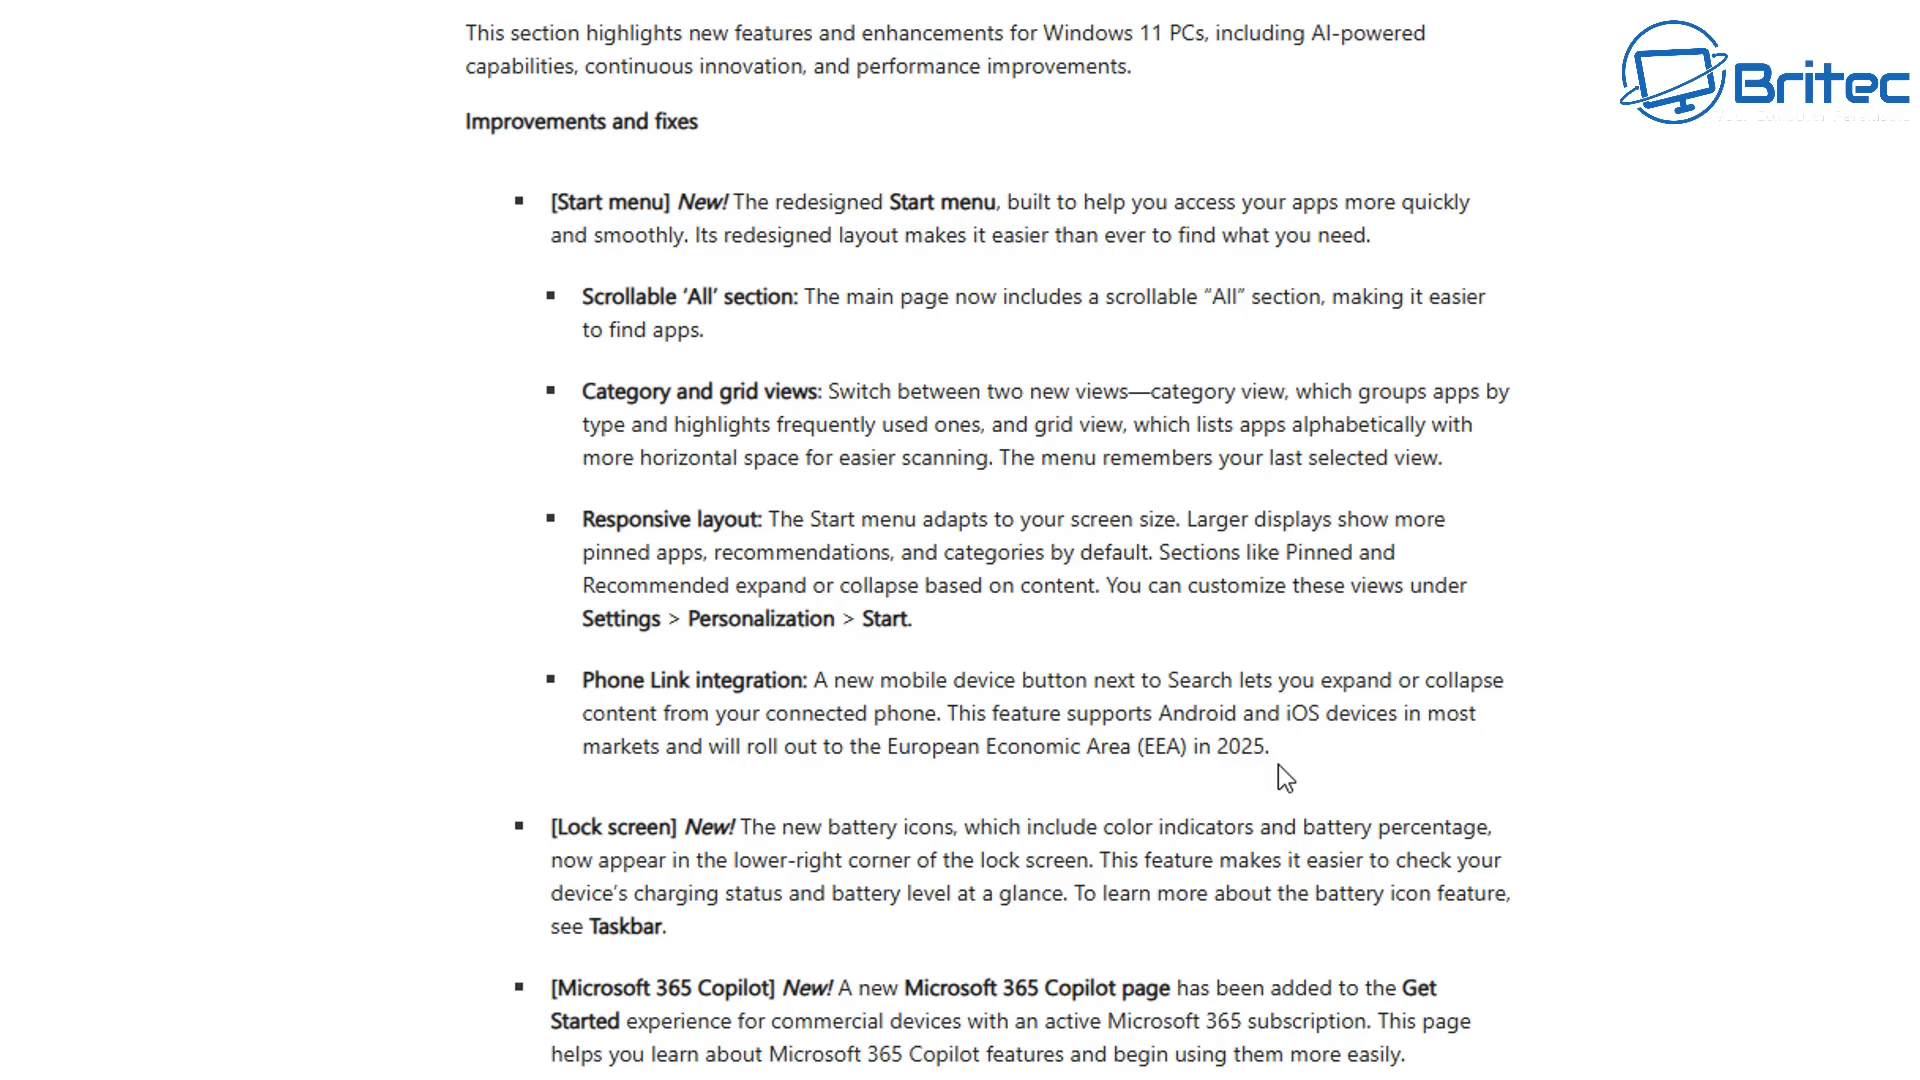 This section highlights new features and enhancements for Windows 11 PCs, including AI-powered
capabilities, continuous innovation, and performance improvements.
Britec
Improvements and fixes
[Start menu] New! The redesigned Start menu, built to help you access your apps more quickly
and smoothly. Its redesigned layout makes it easier than ever to find what you need.
Scrollable ‘All’ section: The main page now includes a scrollable “All” section, making it easier
to find apps.
Category and grid views: Switch between two new views—category view, which groups apps by
type and highlights frequently used ones, and grid view, which lists apps alphabetically with
more horizontal space for easier scanning. The menu remembers your last selected view.
Responsive layout: The Start menu adapts to your screen size. Larger displays show more
pinned apps, recommendations, and categories by default. Sections like Pinned and
Recommended expand or collapse based on content. You can customize these views under
Settings > Personalization > Start.
Phone Link integration: A new mobile device button next to Search lets you expand or collapse
content from your connected phone. This feature supports Android and iOS devices in most
markets and will roll out to the European Economic Area (EEA) in 2025.
[Lock screen] New! The new battery icons, which include color indicators and battery percentage,
now appear in the lower-right corner of the lock screen. This feature makes it easier to check your
device’s charging status and battery level at a glance. To learn more about the battery icon feature,
see Taskbar.
[Microsoft 365 Copilot] New! A new Microsoft 365 Copilot page has been added to the Get
Started experience for commercial devices with an active Microsoft 365 subscription. This page
helps you learn about Microsoft 365 Copilot features and begin using them more easily.